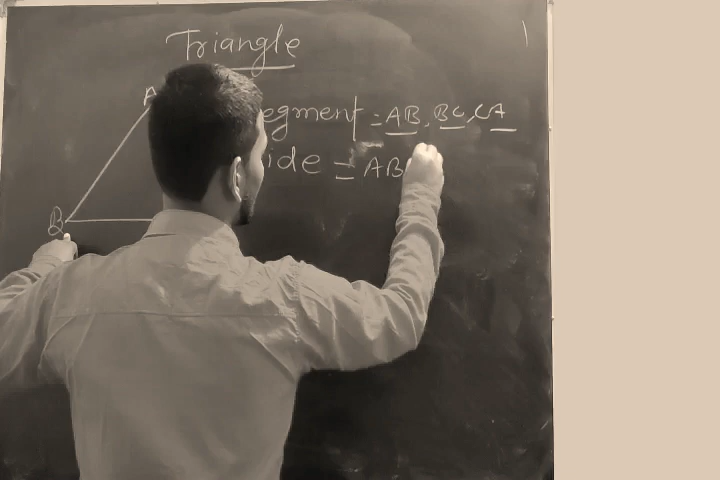 Triangle
A
egment = AB, BC, CA
ide = AB
B